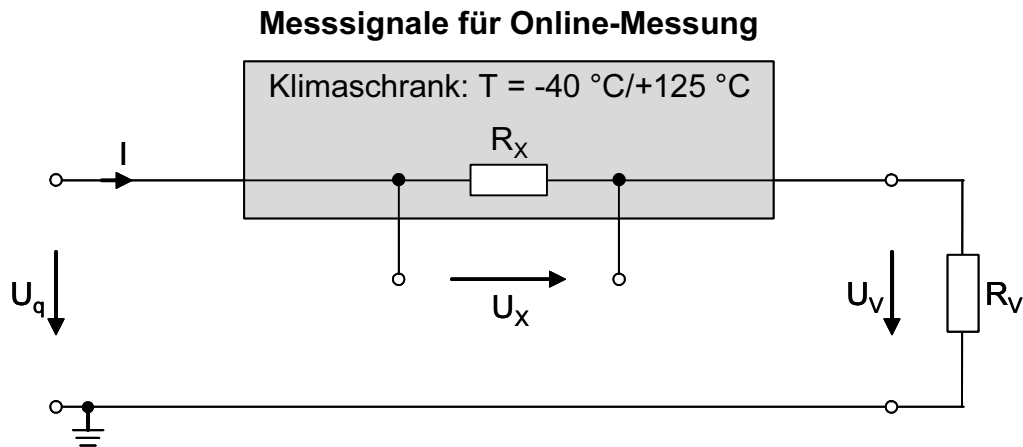 Messsignale für Online-Messung
Klimaschrank: T = -40 °C/+125 °C
R_X
I
U_q
U_X
U_V
R_V